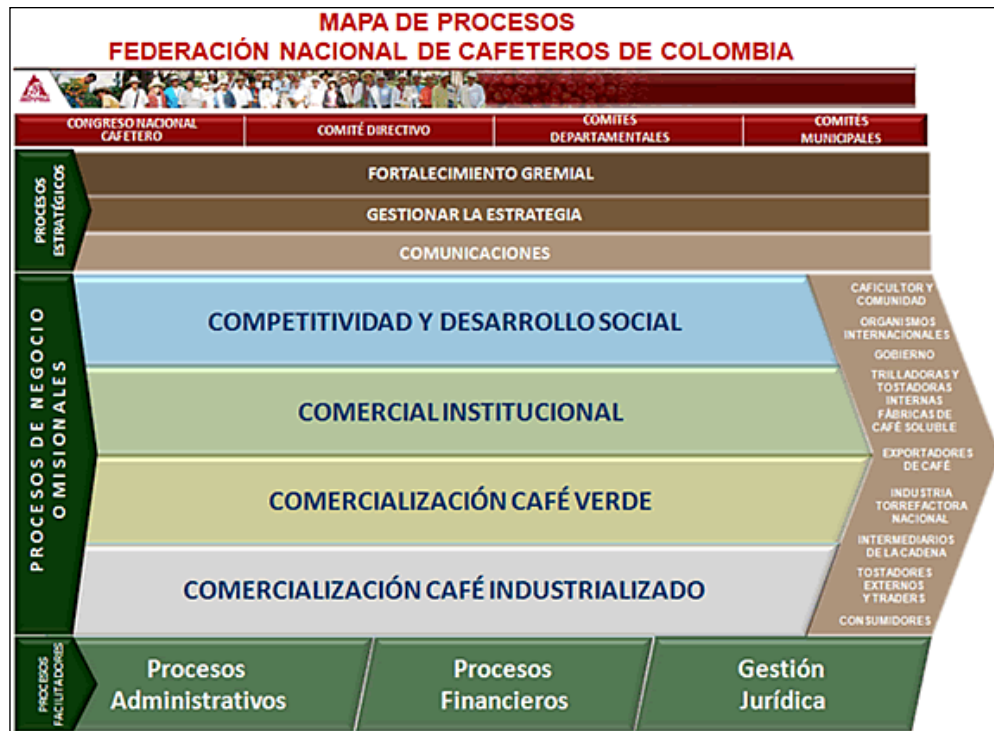 MAPA DE PROCESOS
FEDERACIÓN NACIONAL DE CAFETEROS DE COLOMBIA
CONGRESO NACIONAL
CAFETERO
COMITÉ DIRECTIVO
COMITES
DEPARTAMENTALES
COMITÉS
MUNICIPALES
PROCESOS
ESTRATÉGICOS
FORTALECIMIENTO GREMIAL
GESTIONAR LA ESTRATEGIA
COMUNICACIONES
PROCESOS DE NEGOCIO
O MISIONALES
COMPETITIVIDAD Y DESARROLLO SOCIAL
COMERCIAL INSTITUCIONAL
COMERCIALIZACIÓN CAFÉ VERDE
COMERCIALIZACIÓN CAFÉ INDUSTRIALIZADO
CAFICULTOR Y
COMUNIDAD
ORGANISMOS
INTERNACIONALES
GOBIERNO
TRILLADORAS Y
TOSTADORAS
INTERNAS
FÁBRICAS DE
CAFÉ SOLUBLE
EXPORTADORES
DE CAFÉ
INDUSTRIA
TORREFACTORA
NACIONAL
INTERMEDIARIOS
DE LA CADENA
TOSTADORES
EXTERNOS
Y TRADERS
CONSUMIDORES
PROCESOS
FACILITADORES
Procesos
Administrativos
Procesos
Financieros
Gestión
Jurídica